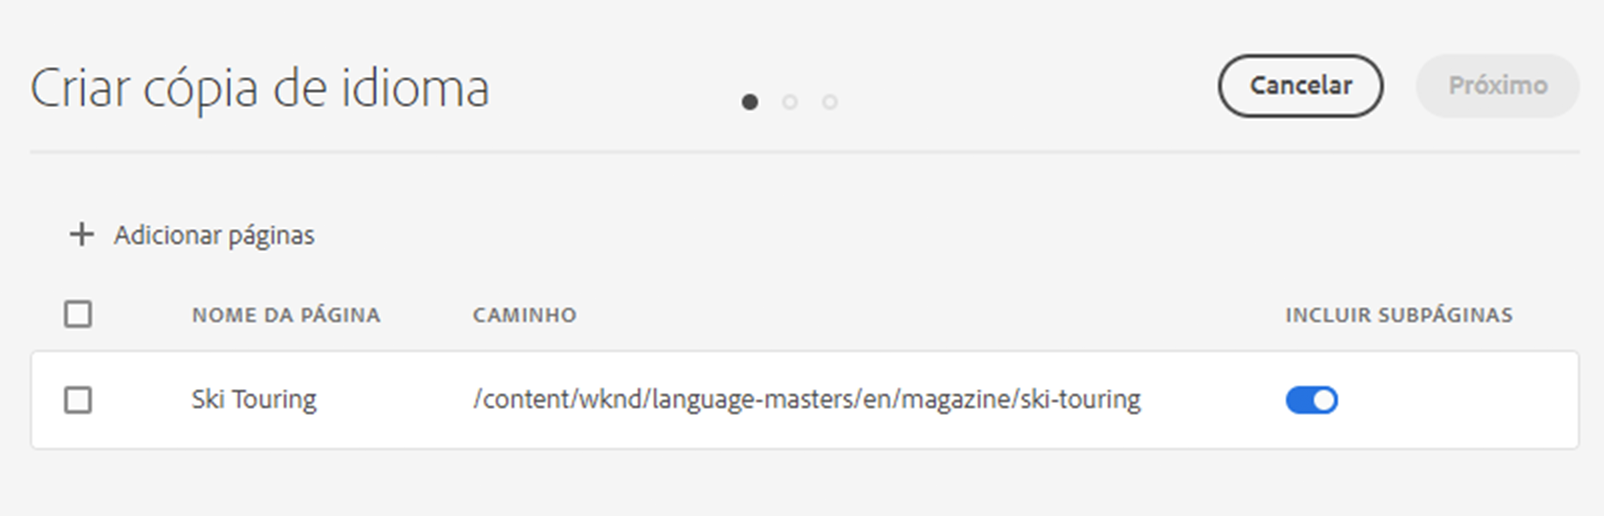 Criar cópia de idioma
Cancelar
Próximo
Adicionar páginas
NOME DA PÁGINA
CAMINHO
INCLUIR SUBPÁGINAS
Ski Touring
/content/wknd/language-masters/en/magazine/ski-touring